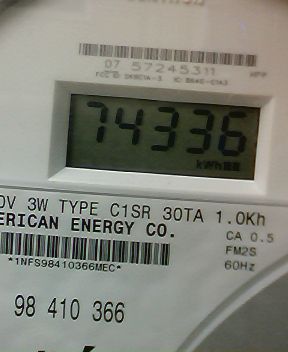 07 57245311
74336
kWh
0V 3W TYPE C1SR 30TA 1.0Kh
ERICAN ENERGY CO.
CA 0.5
FM2S
60Hz
*1NFS98410366MEC*
98 410 366